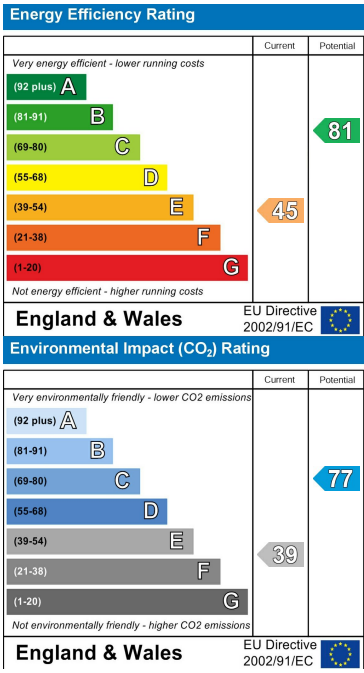 Energy Efficiency Rating
Current Potential
Very energy efficient - lower running costs
(92 plus) A
(81-91) B
81
(69-80) C
(55-68) D
(39-54) E
45
(21-38) F
(1-20) G
Not energy efficient - higher running costs
England & Wales
EU Directive
2002/91/EC
Environmental Impact (CO₂) Rating
Current Potential
Very environmentally friendly - lower CO2 emissions
(92 plus) A
(81-91) B
(69-80) C
77
(55-68) D
(39-54) E
39
(21-38) F
(1-20) G
Not environmentally friendly - higher CO2 emissions
England & Wales
EU Directive
2002/91/EC